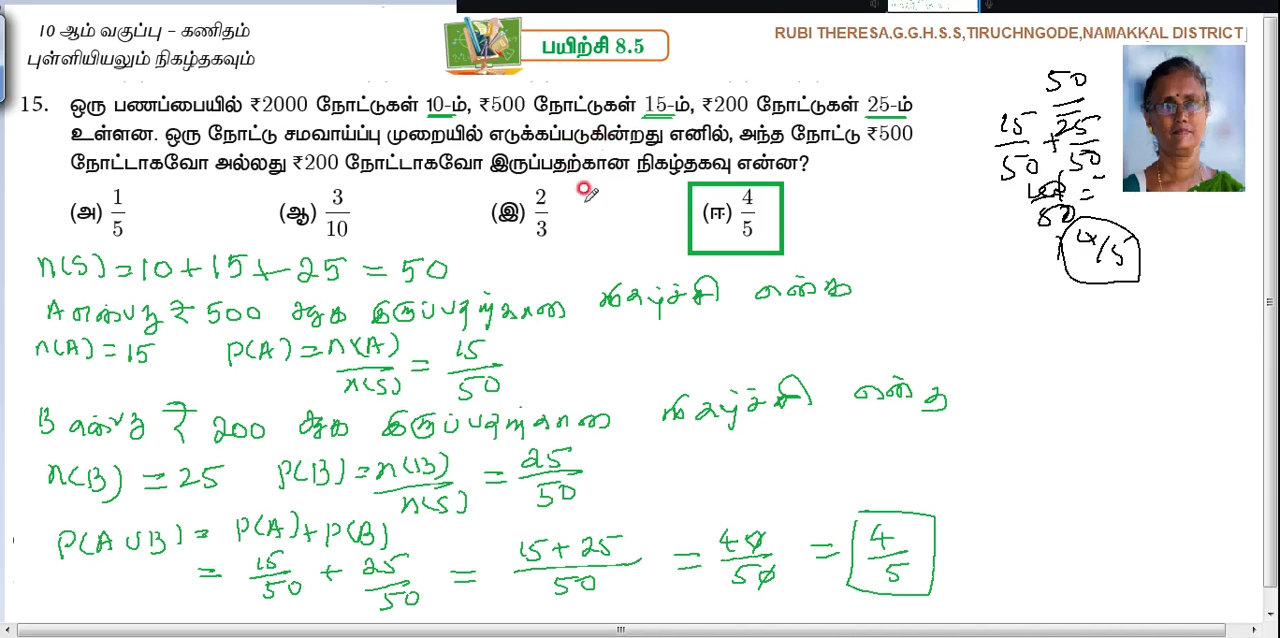 10 ஆம் வகுப்பு – கணிதம்
புள்ளியியலும் நிகழ்தகவும்
பயிற்சி 8.5
RUBI THERESA,G.G.H.S.S,TIRUCHNGODE,NAMAKKAL DISTRICT
15. ஒரு பணப்பையில் ₹2000 நோட்டுகள் 10-ம், ₹500 நோட்டுகள் 15-ம், ₹200 நோட்டுகள் 25-ம்
உள்ளன. ஒரு நோட்டு சமவாய்ப்பு முறையில் எடுக்கப்படுகின்றது எனில், அந்த நோட்டு ₹500
நோட்டாகவோ அல்லது ₹200 நோட்டாகவோ இருப்பதற்கான நிகழ்தகவு என்ன?
(அ) 1/5 (ஆ) 3/10 (இ) 2/3 (ஈ) 4/5
50
15/50 + 25/50
=
4/5
n(S) = 10 + 15 + 25 = 50
A என்பது ₹ 500 ஆக இருப்பதற்கான நிகழ்ச்சி என்க
n(A) = 15 P(A) = n(A)/n(S) = 15/50
B என்பது ₹ 200 ஆக இருப்பதற்கான நிகழ்ச்சி என்க
n(B) = 25 P(B) = n(B)/n(S) = 25/50
P(A∪B) = P(A) + P(B)
= 15/50 + 25/50 = 15 + 25/50 = 40/50 = 4/5